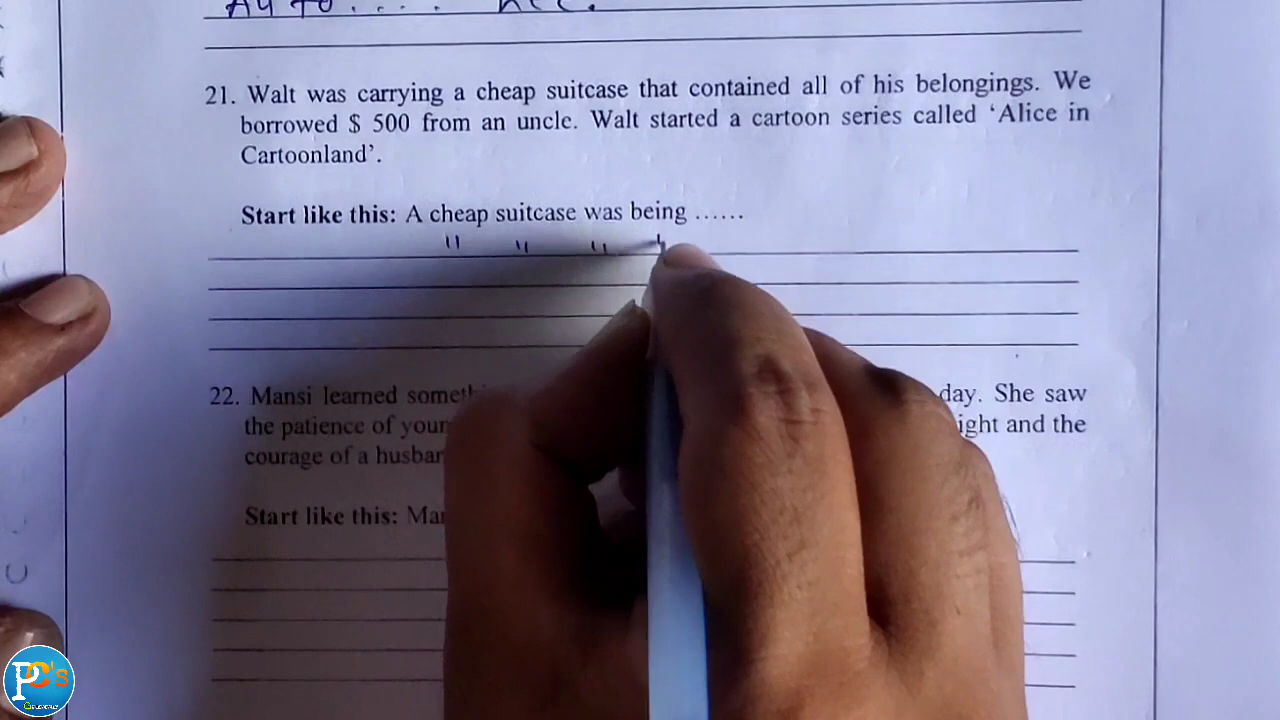 21. Walt was carrying a cheap suitcase that contained all of his belongings. We
borrowed $ 500 from an uncle. Walt started a cartoon series called ‘Alice in
Cartoonland’.
Start like this: A cheap suitcase was being ......
" " " "
22. Mansi learned day. She saw
the patience of ight and the
courage of a
Start like this:
PC's